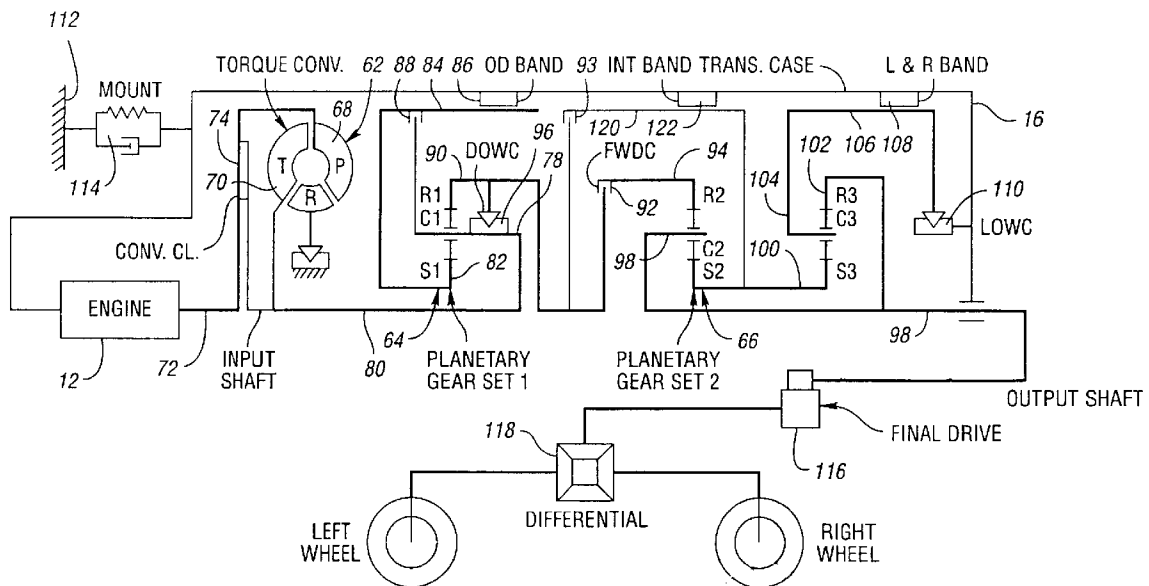 112
MOUNT
114
74
TORQUE CONV.
62
68
70
T
P
R
CONV. CL.
ENGINE
12
72
INPUT
SHAFT
80
88
84
86
OD BAND
90
DOWC
96
78
R1
C1
S1
82
64
PLANETARY
GEAR SET 1
93
INT BAND
TRANS. CASE
120
122
FWDC
92
94
R2
C2
S2
98
66
PLANETARY
GEAR SET 2
100
L & R BAND
106
108
102
104
R3
C3
S3
16
110
LOWC
98
OUTPUT SHAFT
FINAL DRIVE
116
118
DIFFERENTIAL
LEFT
WHEEL
RIGHT
WHEEL